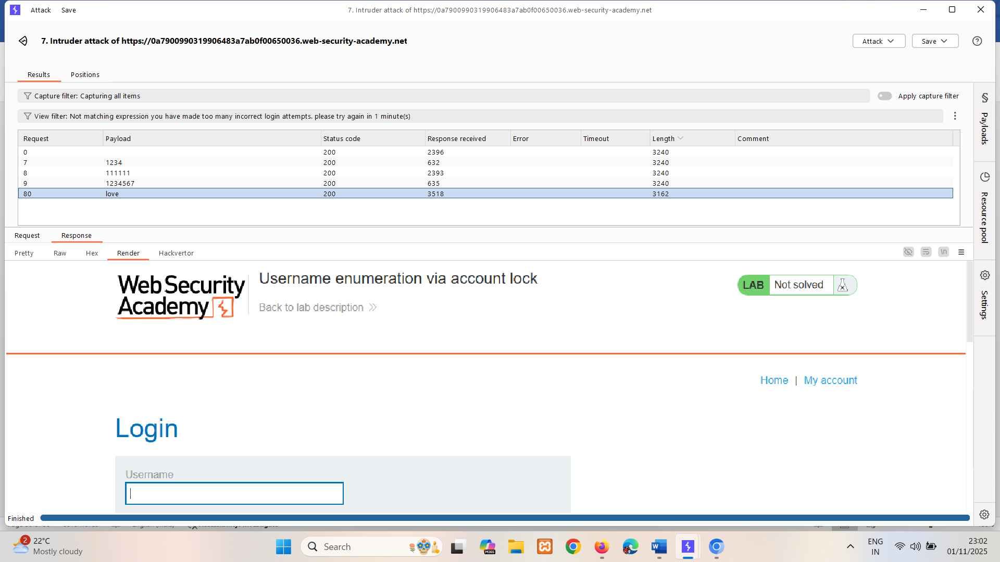 Attack Save 7. Intruder attack of https://0a7900990319906483a7ab0f00650036.web-security-academy.net
7. Intruder attack of https://0a7900990319906483a7ab0f00650036.web-security-academy.net Attack Save
Results Positions
Capture filter: Capturing all items Apply capture filter
View filter: Not matching expression you have made too many incorrect login attempts. please try again in 1 minute(s)
Request Payload Status code Response received Error Timeout Length Comment
0 200 2396 3240
7 1234 200 632 3240
8 111111 200 2393 3240
9 1234567 200 635 3240
80 love 200 3518 3162
Payloads
Resource pool
Settings
Request Response
Pretty Raw Hex Render Hackvertor \n
Web Security
Academy
Username enumeration via account lock
Back to lab description
LAB Not solved
Home | My account
Login
Username
Finished
2 22°C
Mostly cloudy
Search
M365
ENG
IN
23:02
01/11/2025